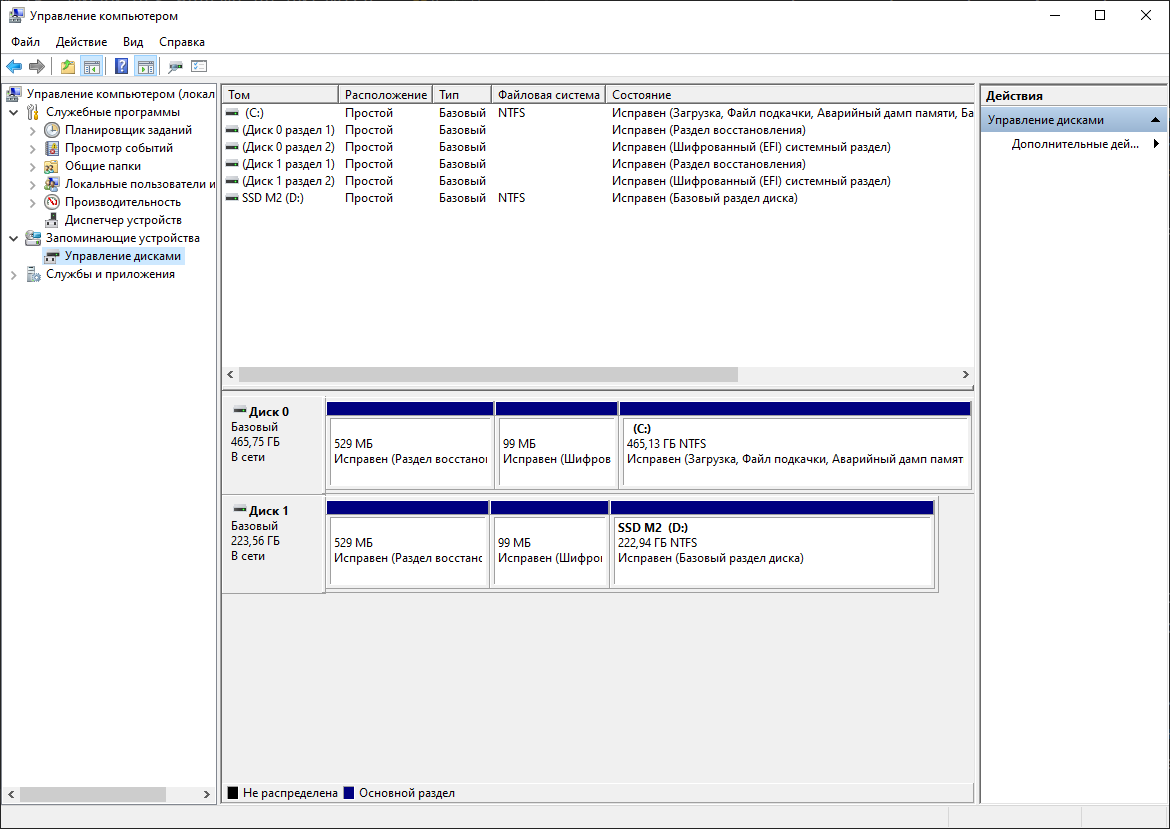 Управление компьютером
Файл Действие Вид Справка
Управление компьютером (локал
Служебные программы
Планировщик заданий
Просмотр событий
Общие папки
Локальные пользователи и
Производительность
Диспетчер устройств
Запоминающие устройства
Управление дисками
Службы и приложения
Том Расположение Тип Файловая система Состояние
(C:) Простой Базовый NTFS Исправен (Загрузка, Файл подкачки, Аварийный дамп памяти, Ба
(Диск 0 раздел 1) Простой Базовый Исправен (Раздел восстановления)
(Диск 0 раздел 2) Простой Базовый Исправен (Шифрованный (EFI) системный раздел)
(Диск 1 раздел 1) Простой Базовый Исправен (Раздел восстановления)
(Диск 1 раздел 2) Простой Базовый Исправен (Шифрованный (EFI) системный раздел)
SSD M2 (D:) Простой Базовый NTFS Исправен (Базовый раздел диска)
Диск 0
Базовый
465,75 ГБ
В сети
529 МБ
Исправен (Раздел восстанов
99 МБ
Исправен (Шифров
(C:)
465,13 ГБ NTFS
Исправен (Загрузка, Файл подкачки, Аварийный дамп памят
Диск 1
Базовый
223,56 ГБ
В сети
529 МБ
Исправен (Раздел восстанс
99 МБ
Исправен (Шифро
SSD M2 (D:)
222,94 ГБ NTFS
Исправен (Базовый раздел диска)
Не распределена Основной раздел
Действия
Управление дисками
Дополнительные дей...